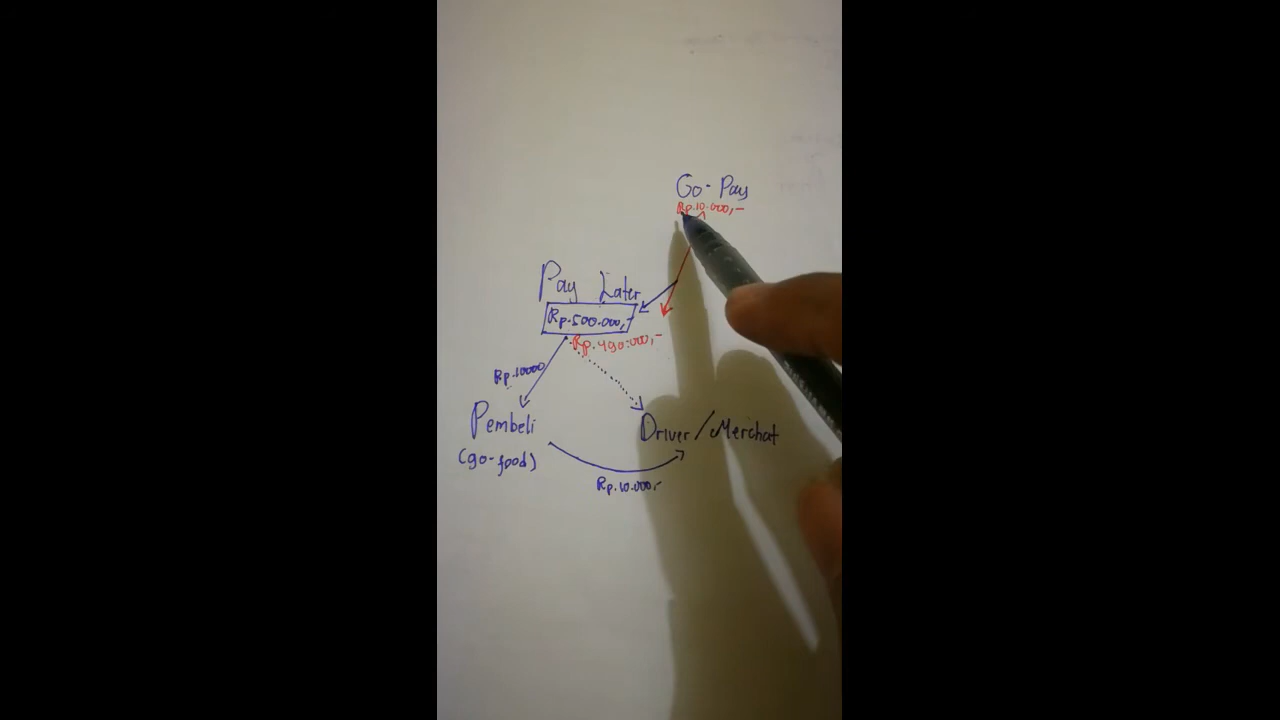 Go-Pay
Rp.10.000,-
Pay Later
Rp.500.000,-
Rp.490.000,-
Rp.10000
Pembeli
(go-food)
Driver/Merchat
Rp.10.000,-